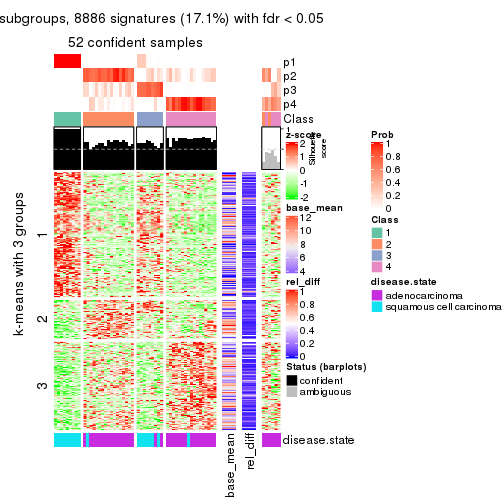 subgroups, 8886 signatures (17.1%) with fdr < 0.05
52 confident samples
p1
p2
p3
p4
Class
1
Silhouette score
k-means with 3 groups
1
2
3
disease.state
base_mean
rel_diff
z-score
2
1
0
-1
-2
base_mean
12
10
8
6
4
rel_diff
1
0.8
0.6
0.4
0.2
0
Status (barplots)
confident
ambiguous
Prob
1
0.8
0.6
0.4
0.2
0
Class
1
2
3
4
disease.state
adenocarcinoma
squamous cell carcinoma